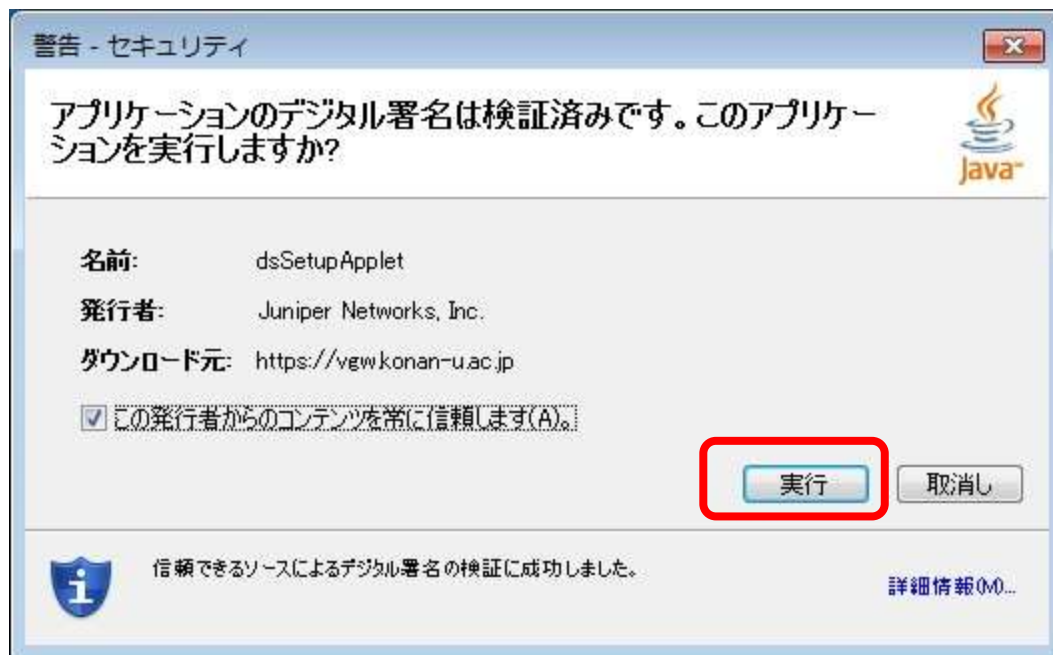 警告 - セキュリティ
アプリケーションのデジタル署名は検証済みです。このアプリケー
ションを実行しますか?
Java™
名前: dsSetupApplet
発行者: Juniper Networks, Inc.
ダウンロード元: https://vgw.konan-u.ac.jp
この発行者からのコンテンツを常に信頼します(A)。
実行 取消し
信頼できるソースによるデジタル署名の検証に成功しました。
詳細情報(M)...